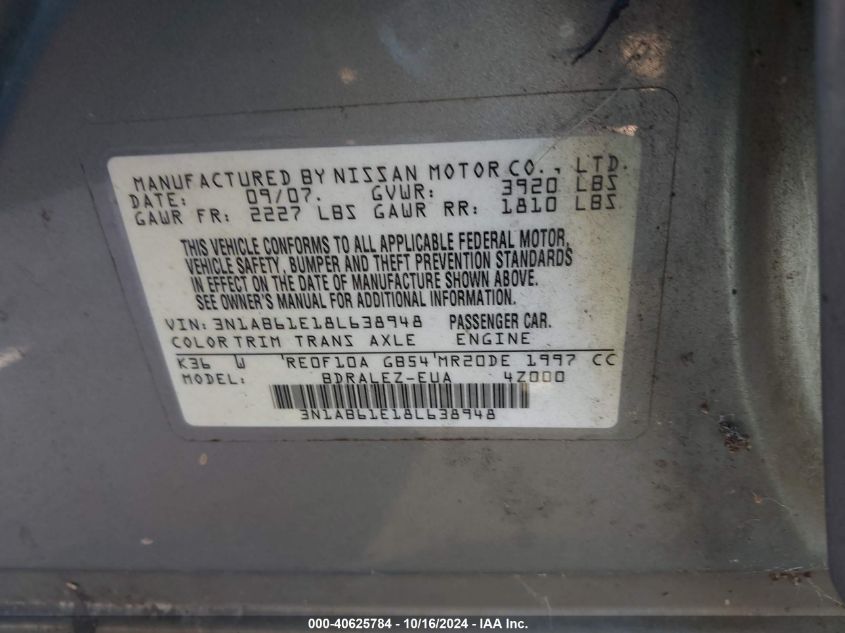 MANUFACTURED BY NISSAN MOTOR CO., LTD.
DATE: 09/07. GVWR: 3920 LBS
GAWR FR: 2227 LBS GAWR RR: 1810 LBS
THIS VEHICLE CONFORMS TO ALL APPLICABLE FEDERAL MOTOR,
VEHICLE SAFETY, BUMPER AND THEFT PREVENTION STANDARDS
IN EFFECT ON THE DATE OF MANUFACTURE SHOWN ABOVE.
SEE OWNER'S MANUAL FOR ADDITIONAL INFORMATION.
VIN: 3N1AB61E18L638948 PASSENGER CAR.
COLOR TRIM TRANS AXLE ENGINE
K36 W RE0F10A GB54 MR20DE 1997 CC
MODEL: BDRALEZ-EUA 4Z000
3N1AB61E18L638948
000-40625784 - 10/16/2024 - IAA Inc.